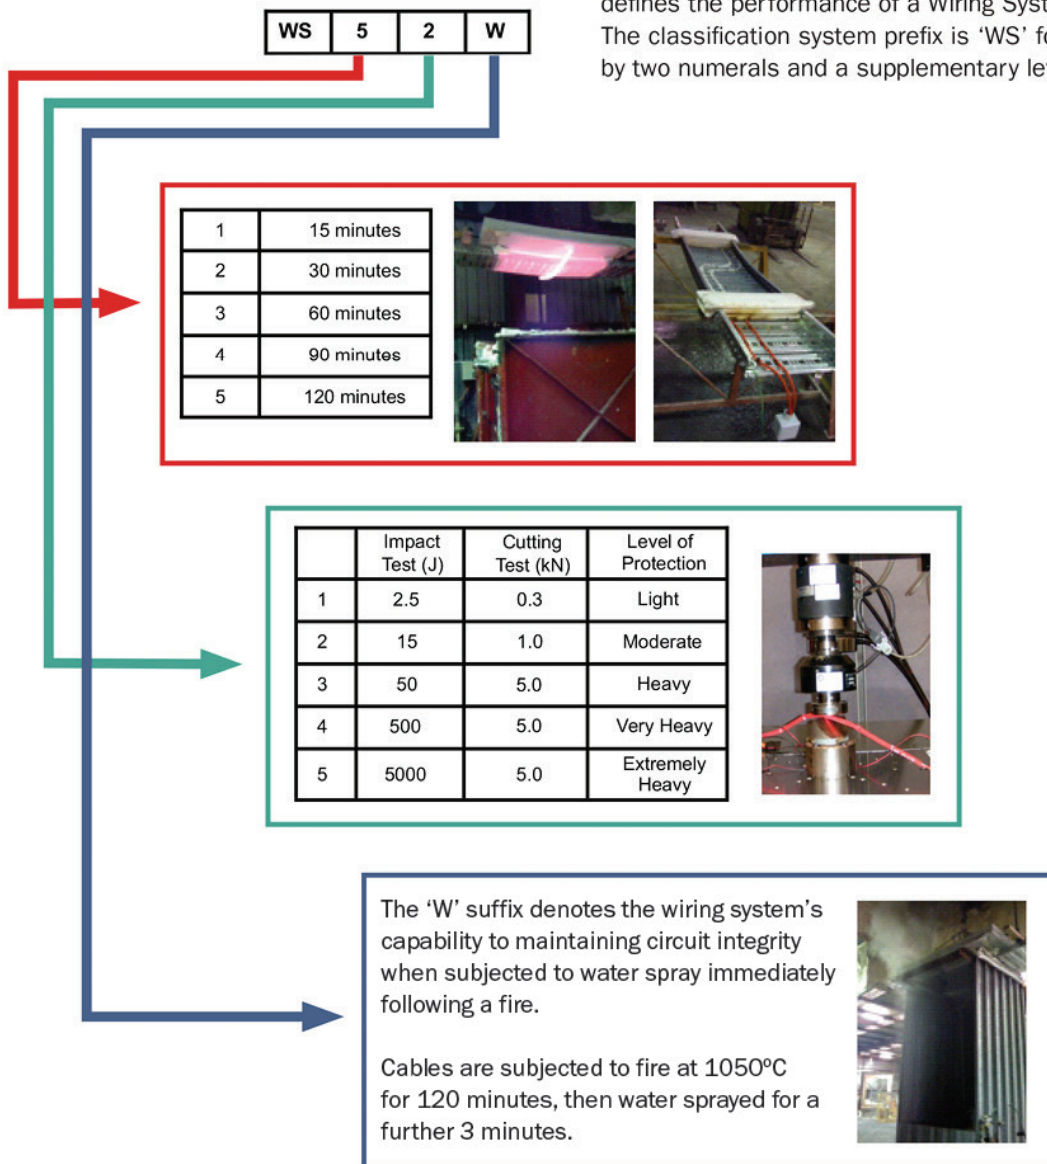 defines the performance of a Wiring Syst
The classification system prefix is ‘WS’ fo
by two numerals and a supplementary le
WS 5 2 W
1 15 minutes
2 30 minutes
3 60 minutes
4 90 minutes
5 120 minutes
Impact Test (J) Cutting Test (kN) Level of Protection
1 2.5 0.3 Light
2 15 1.0 Moderate
3 50 5.0 Heavy
4 500 5.0 Very Heavy
5 5000 5.0 Extremely Heavy
The ‘W’ suffix denotes the wiring system’s
capability to maintaining circuit integrity
when subjected to water spray immediately
following a fire.
Cables are subjected to fire at 1050ºC
for 120 minutes, then water sprayed for a
further 3 minutes.